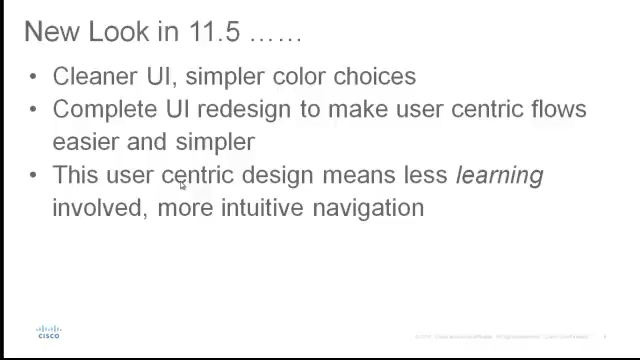 New Look in 11.5 ……
• Cleaner UI, simpler color choices
• Complete UI redesign to make user centric flows
easier and simpler
• This user centric design means less learning
involved, more intuitive navigation
CISCO